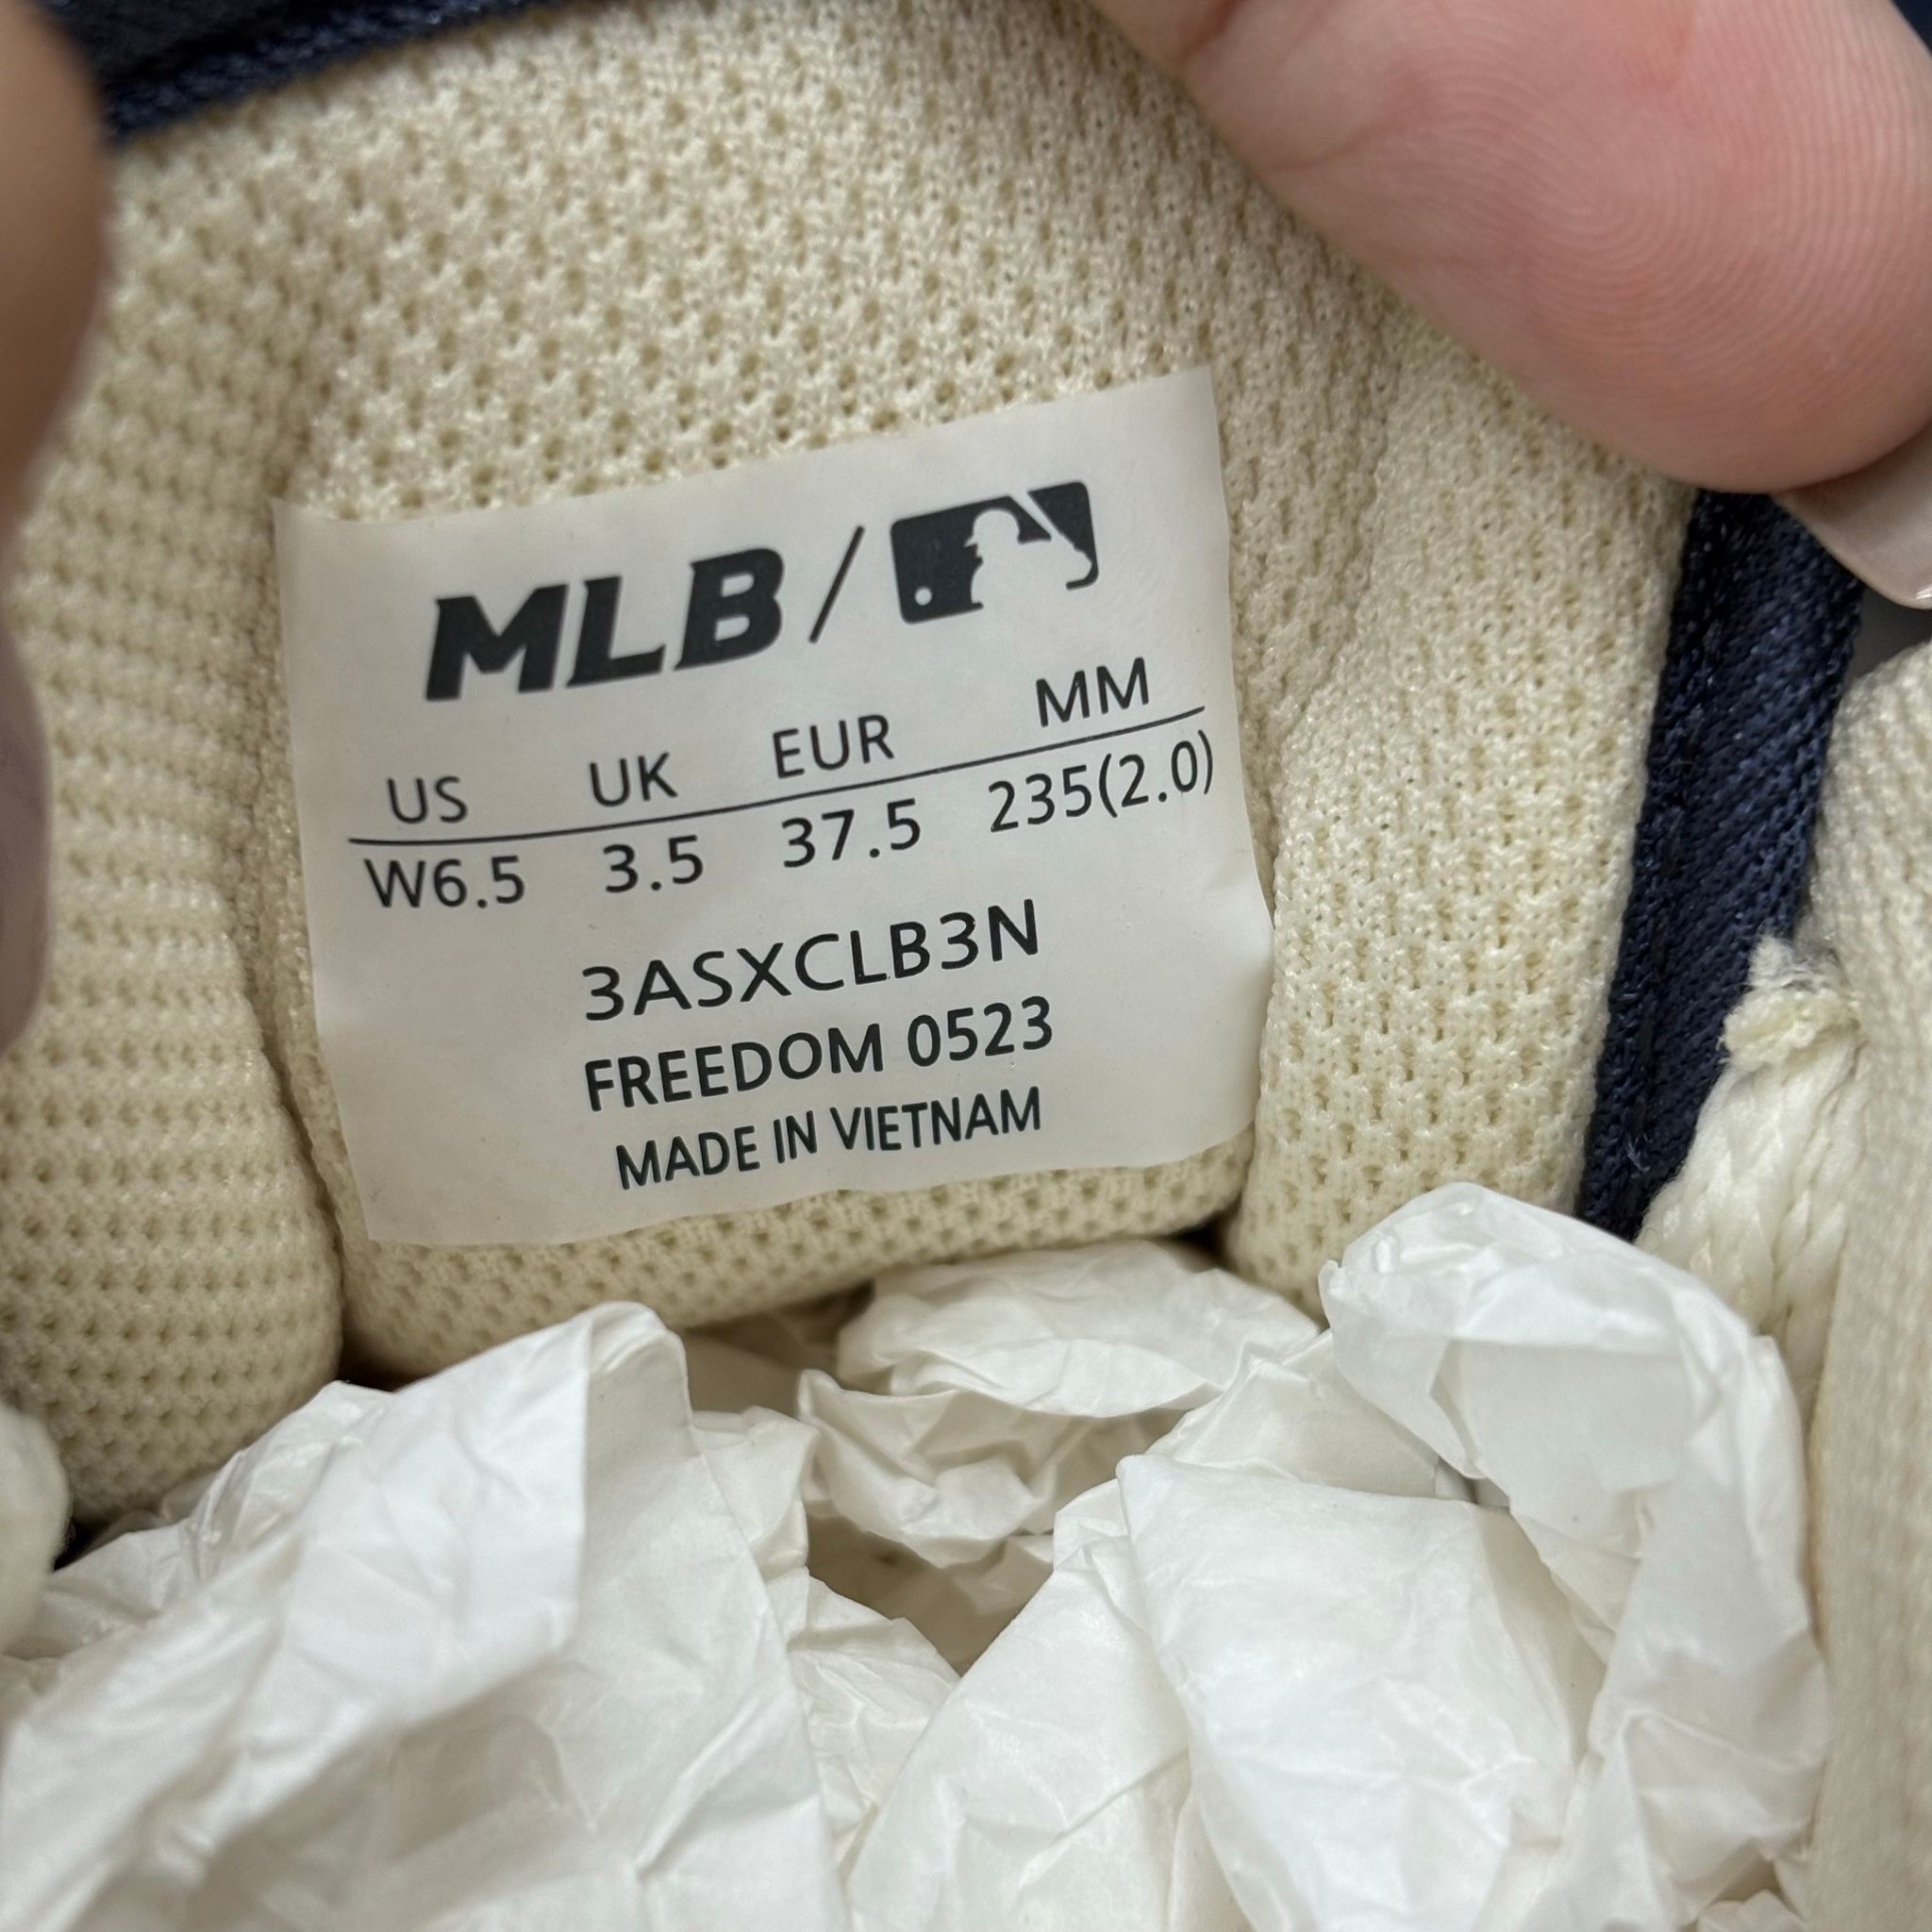 MLB/
US UK EUR MM
W6.5 3.5 37.5 235(2.0)
3ASXCLB3N
FREEDOM 0523
MADE IN VIETNAM